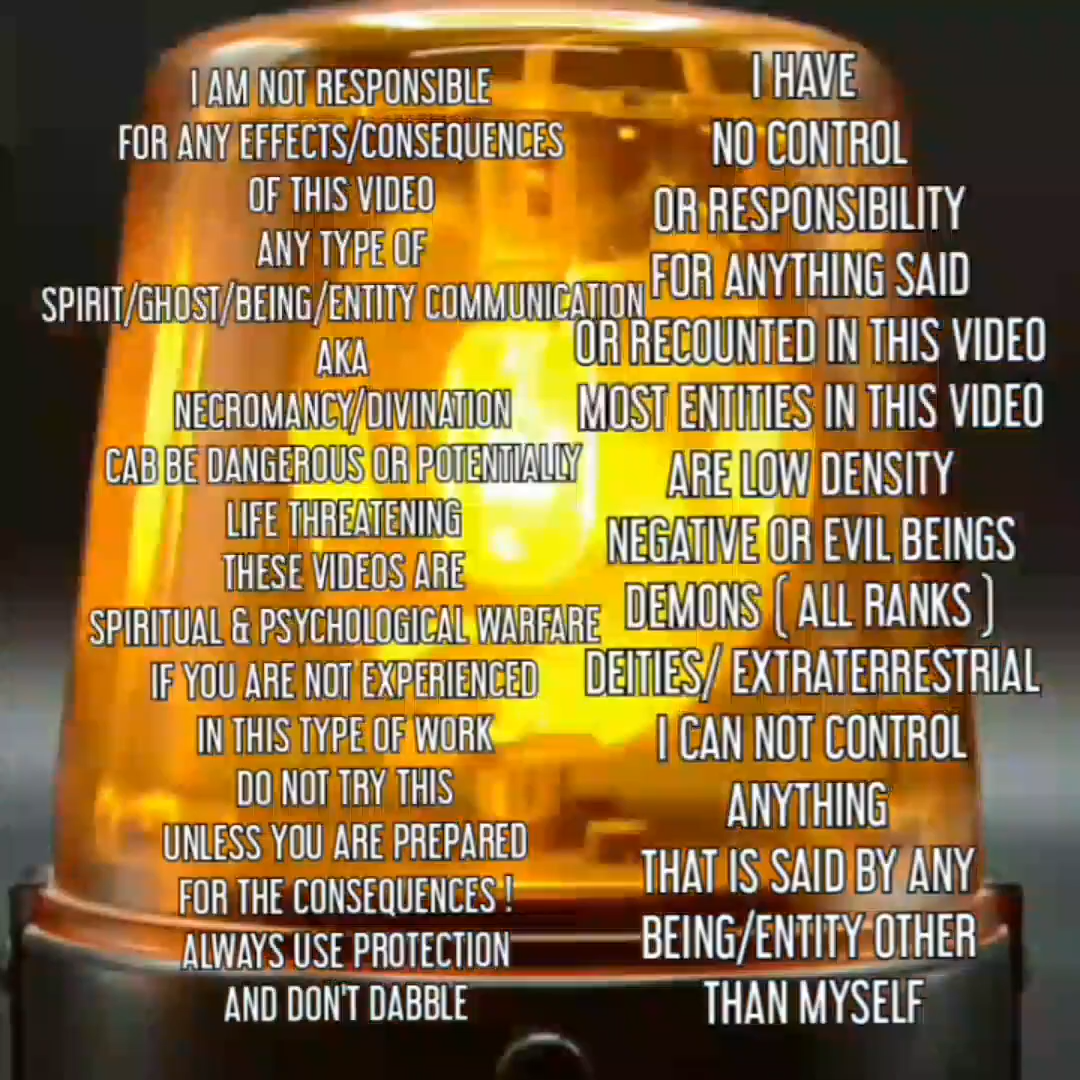 I AM NOT RESPONSIBLE
FOR ANY EFFECTS/CONSEQUENCES
OF THIS VIDEO
ANY TYPE OF
SPIRIT/GHOST/BEING/ENTITY COMMUNICATION
AKA
NECROMANCY/DIVINATION
CAB BE DANGEROUS OR POTENTIALLY
LIFE THREATENING
THESE VIDEOS ARE
SPIRITUAL & PSYCHOLOGICAL WARFARE
IF YOU ARE NOT EXPERIENCED
IN THIS TYPE OF WORK
DO NOT TRY THIS
UNLESS YOU ARE PREPARED
FOR THE CONSEQUENCES !
ALWAYS USE PROTECTION
AND DON'T DABBLE
I HAVE
NO CONTROL
OR RESPONSIBILITY
FOR ANYTHING SAID
OR RECOUNTED IN THIS VIDEO
MOST ENTITIES IN THIS VIDEO
ARE LOW DENSITY
NEGATIVE OR EVIL BEINGS
DEMONS ( ALL RANKS )
DEITIES/ EXTRATERRESTRIAL
I CAN NOT CONTROL
ANYTHING
THAT IS SAID BY ANY
BEING/ENTITY OTHER
THAN MYSELF